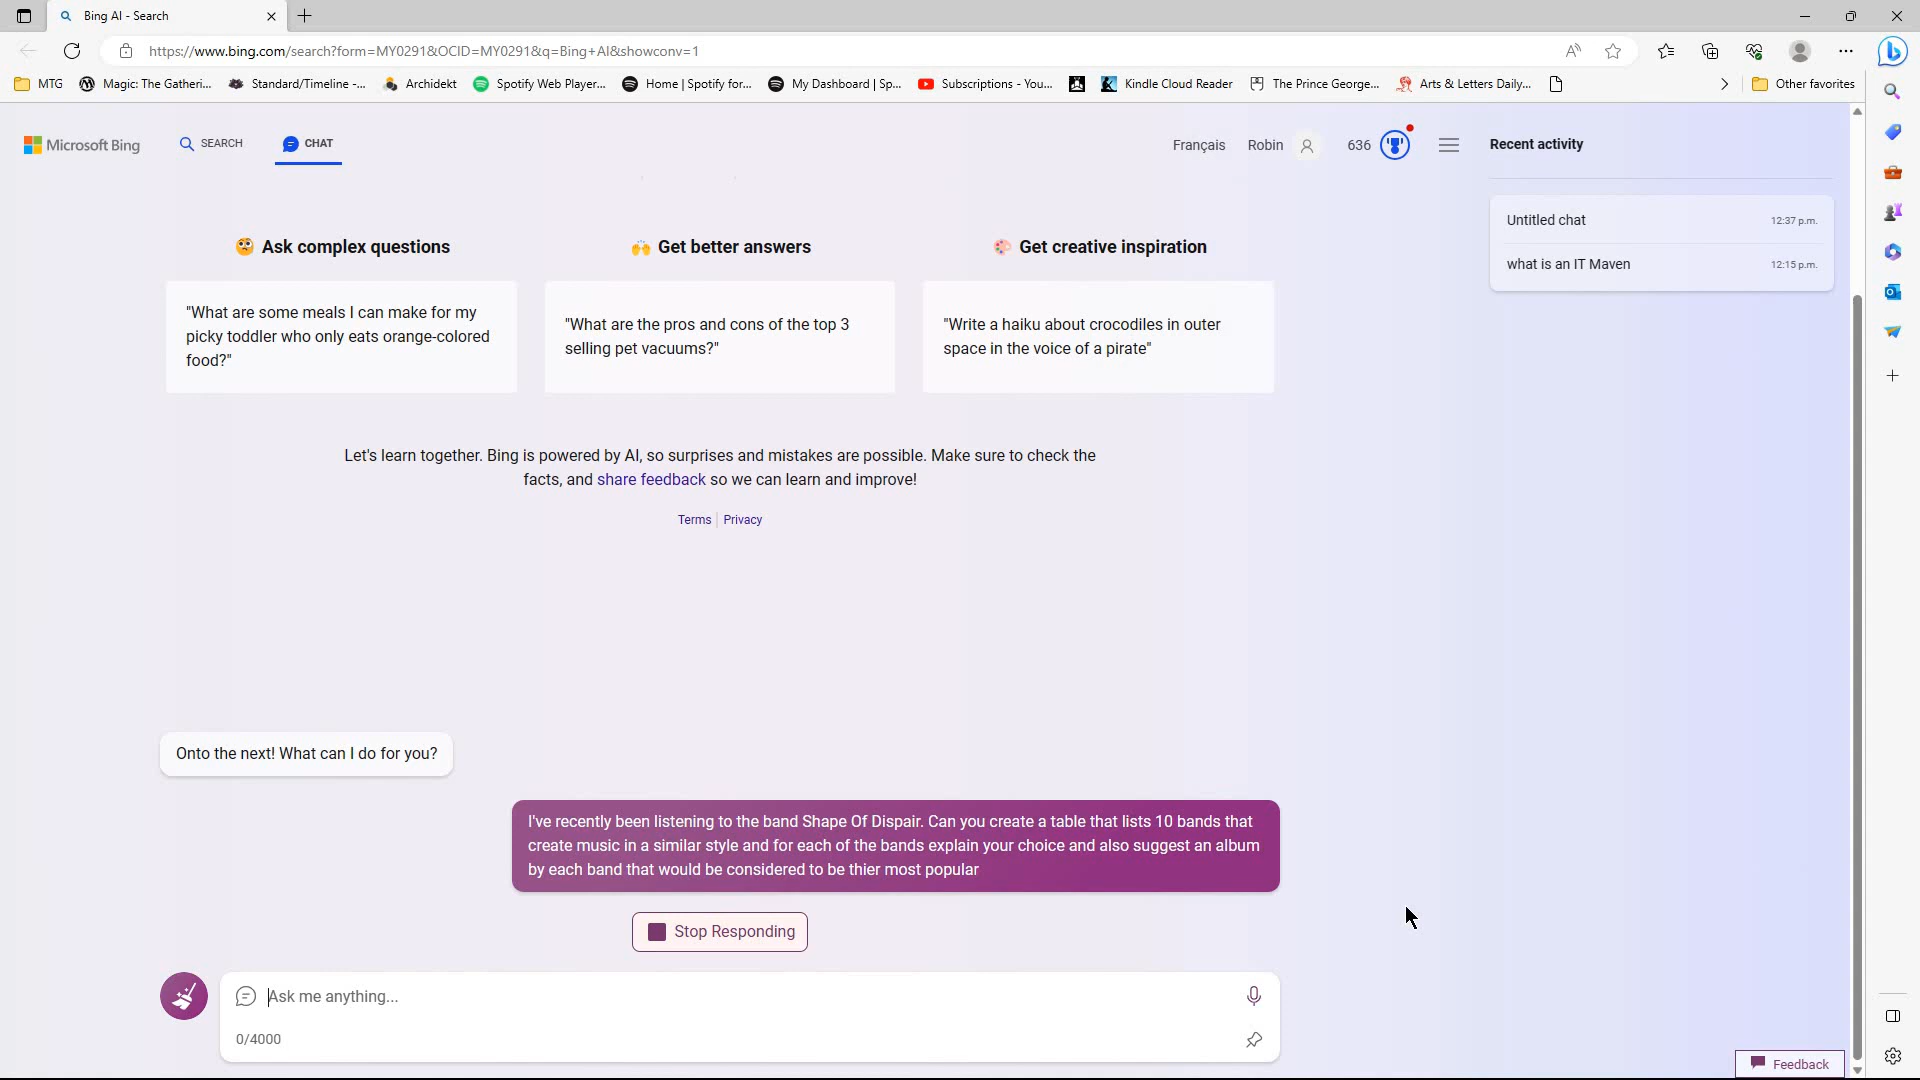 Bing AI - Search
https://www.bing.com/search?form=MY0291&OCID=MY0291&q=Bing+AI&showconv=1
MTG
Magic: The Gatheri...
Standard/Timeline -...
Archidekt
Spotify Web Player...
Home | Spotify for...
My Dashboard | Sp...
Subscriptions - You...
Kindle Cloud Reader
The Prince George...
Arts & Letters Daily...
Other favorites
Microsoft Bing
SEARCH
CHAT
Français
Robin
636
Recent activity
Untitled chat
12:37 p.m.
what is an IT Maven
12:15 p.m.
Ask complex questions
"What are some meals I can make for my
picky toddler who only eats orange-colored
food?"
Get better answers
"What are the pros and cons of the top 3
selling pet vacuums?"
Get creative inspiration
"Write a haiku about crocodiles in outer
space in the voice of a pirate"
Let's learn together. Bing is powered by AI, so surprises and mistakes are possible. Make sure to check the
facts, and share feedback so we can learn and improve!
Terms
Privacy
Onto the next! What can I do for you?
I've recently been listening to the band Shape Of Dispair. Can you create a table that lists 10 bands that
create music in a similar style and for each of the bands explain your choice and also suggest an album
by each band that would be considered to be thier most popular
Stop Responding
Ask me anything...
0/4000
Feedback